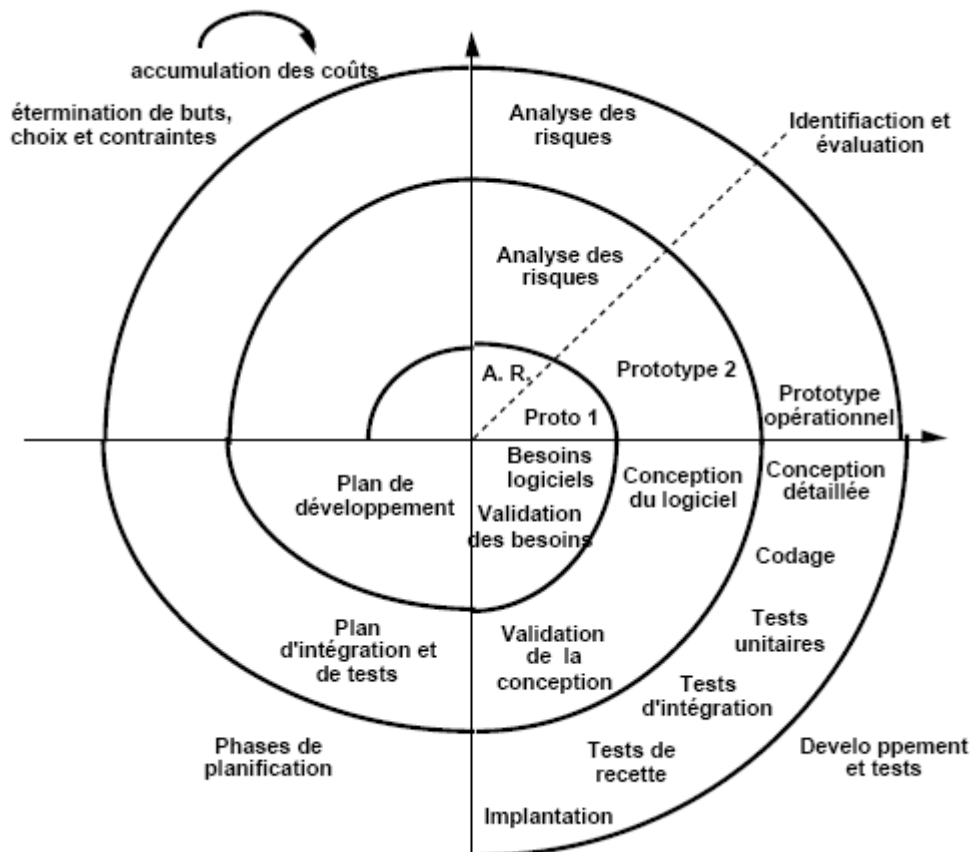 accumulation des coûts
étermination de buts,
choix et contraintes
Analyse des
risques
Identifiaction et
évaluation
Analyse des
risques
A. R.
Prototype 2
Proto 1
Prototype
opérationnel
Besoins
logiciels
Plan de
développement
Conception
du logiciel
Conception
détaillée
Validation
des besoins
Codage
Plan
d'intégration et
de tests
Validation
de la
conception
Tests
unitaires
Tests
d'intégration
Phases de
planification
Tests de
recette
Develo ppement
et tests
Implantation